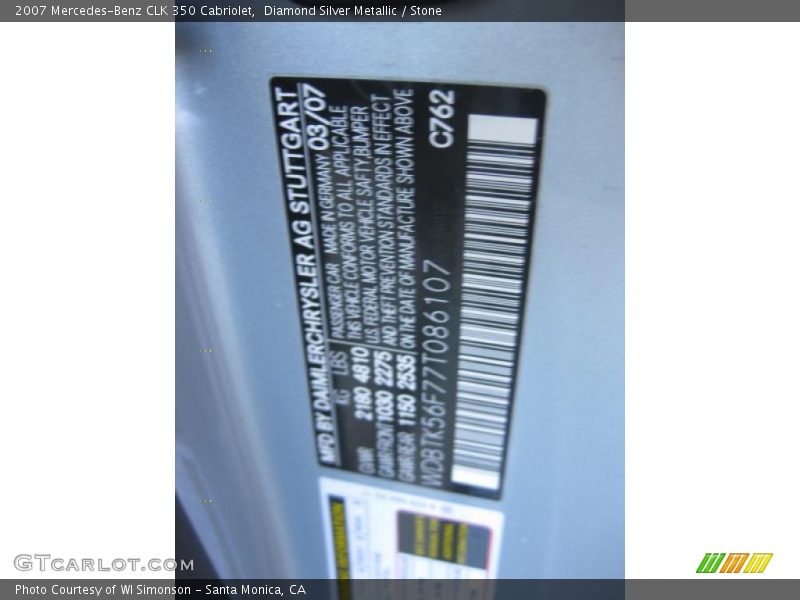 2007 Mercedes-Benz CLK 350 Cabriolet,  Diamond Silver Metallic / Stone
MFD BY DAIMLERCHRYSLER AG STUTTGART
KG LBS PASSENGER CAR MADE IN GERMANY 03/07
GVWR 2180 4810 THIS VEHICLE CONFORMS TO ALL APPLICABLE
GAWR FRONT 1030 2275 U.S. FEDERAL MOTOR VEHICLE SAFTY, BUMPER
GAWR REAR 1150 2535 AND THEFT PREVENTION STANDARDS IN EFFECT
ON THE DATE OF MANUFACTURE SHOWN ABOVE
WDBTK56F77T086107 C762
GTcarlot.com
Photo Courtesy of WI Simonson - Santa Monica, CA